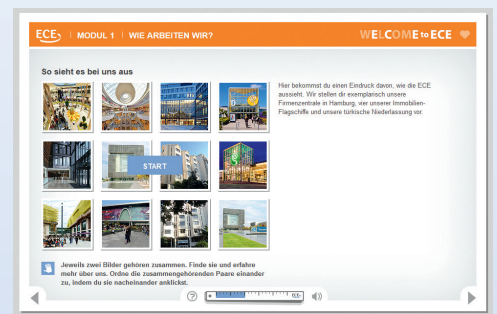 ECE | MODUL 1 | WIE ARBEITEN WIR?
WELCOME to ECE
So sieht es bei uns aus
Hier bekommst du einen Eindruck davon, wie die ECE
aussieht. Wir stellen dir exemplarisch unsere
Firmenzentrale in Hamburg, vier unserer Immobilien-
Flagschiffe und unsere türkische Niederlassung vor.
START
Jeweils zwei Bilder gehören zusammen. Finde sie und erfahre
mehr über uns. Ordne die zusammengehörenden Paare einander
zu, indem du sie nacheinander anklickst.
?
ECE